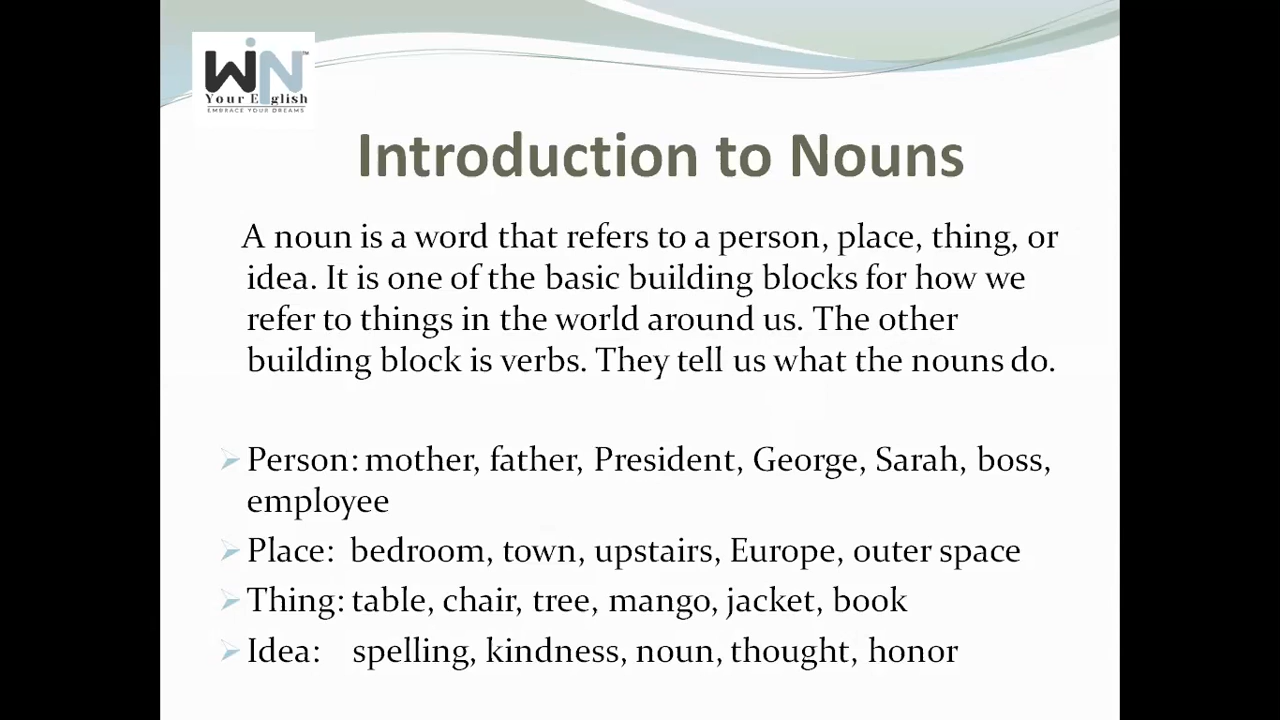 WiN™
Your English
EMBRACE YOUR DREAMS
Introduction to Nouns
A noun is a word that refers to a person, place, thing, or
idea. It is one of the basic building blocks for how we
refer to things in the world around us. The other
building block is verbs. They tell us what the nouns do.
Person: mother, father, President, George, Sarah, boss,
employee
Place: bedroom, town, upstairs, Europe, outer space
Thing: table, chair, tree, mango, jacket, book
Idea: spelling, kindness, noun, thought, honor